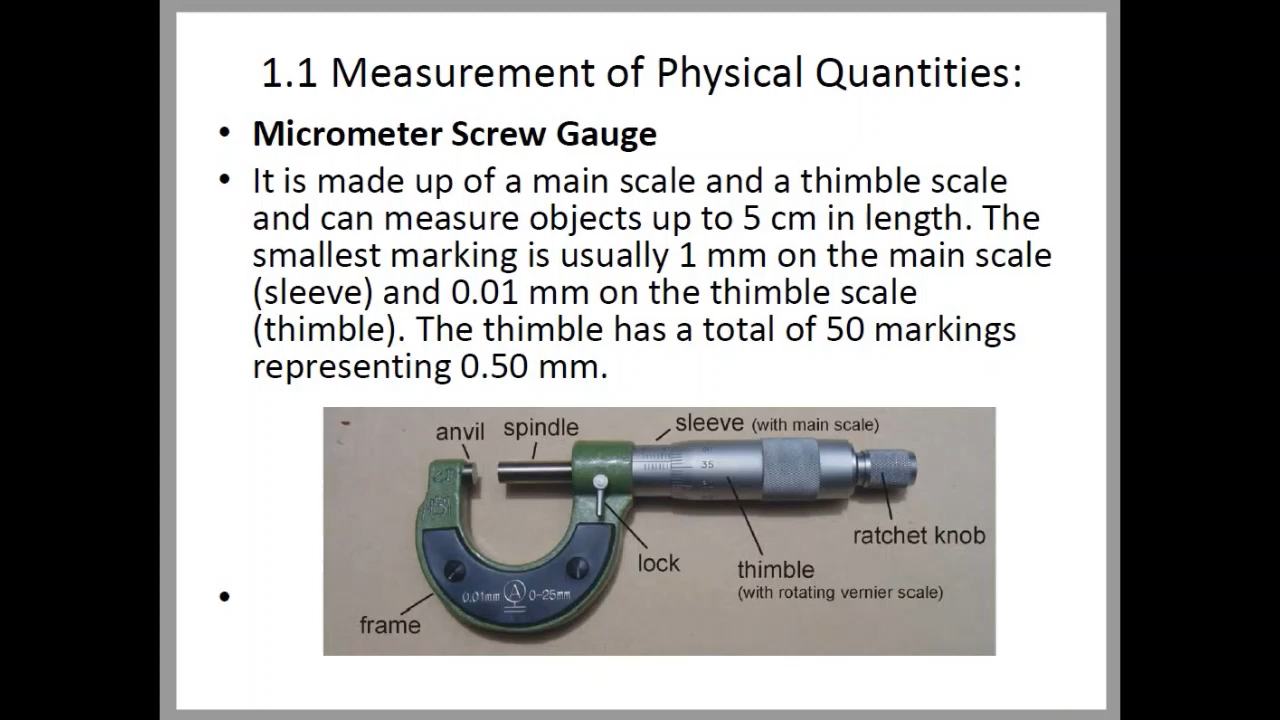 1.1 Measurement of Physical Quantities:
• Micrometer Screw Gauge
• It is made up of a main scale and a thimble scale
and can measure objects up to 5 cm in length. The
smallest marking is usually 1 mm on the main scale
(sleeve) and 0.01 mm on the thimble scale
(thimble). The thimble has a total of 50 markings
representing 0.50 mm.
•
anvil
spindle
sleeve (with main scale)
35
ratchet knob
lock
thimble
(with rotating vernier scale)
0.01mm A 0-25mm
frame